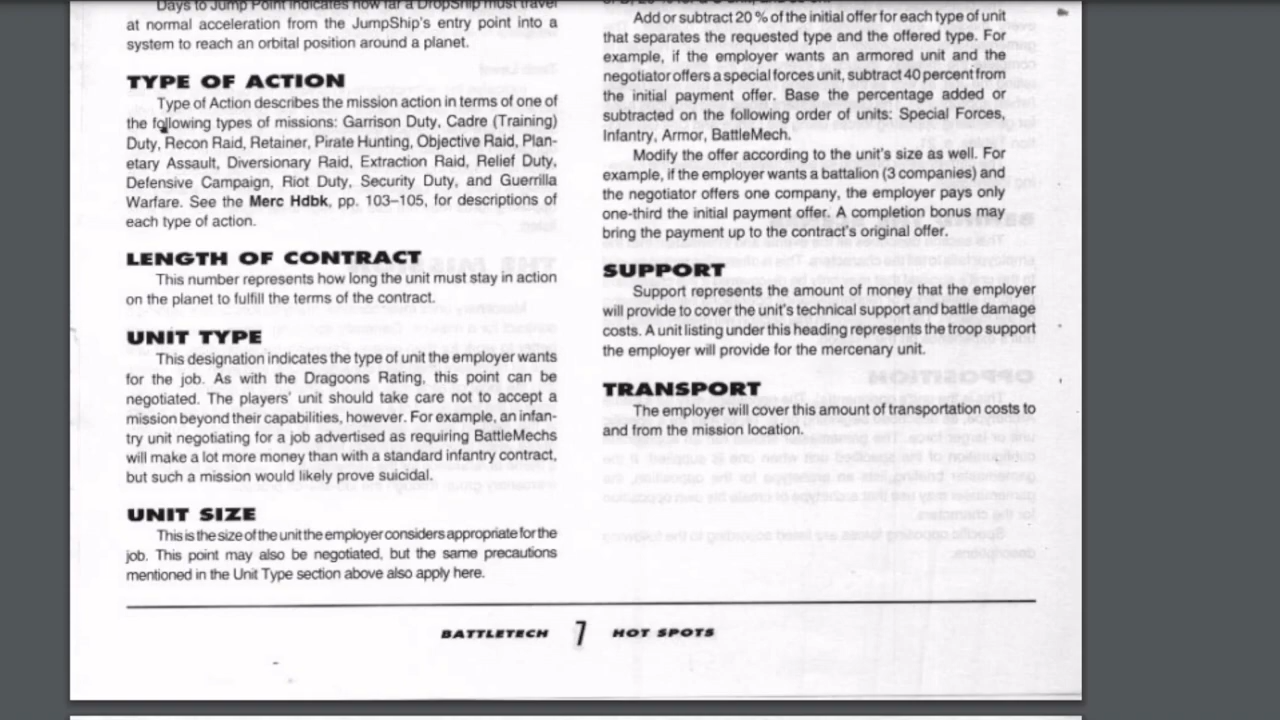 Days to Jump Point indicates how far a DropShip must travel
at normal acceleration from the JumpShip's entry point into a
system to reach an orbital position around a planet.
TYPE OF ACTION
Type of Action describes the mission action in terms of one of
the following types of missions: Garrison Duty, Cadre (Training)
Duty, Recon Raid, Retainer, Pirate Hunting, Objective Raid, Plan-
etary Assault, Diversionary Raid, Extraction Raid, Relief Duty,
Defensive Campaign, Riot Duty, Security Duty, and Guerrilla
Warfare. See the Merc Hdbk, pp. 103–105, for descriptions of
each type of action.
LENGTH OF CONTRACT
This number represents how long the unit must stay in action
on the planet to fulfill the terms of the contract.
UNIT TYPE
This designation indicates the type of unit the employer wants
for the job. As with the Dragoons Rating, this point can be
negotiated. The players' unit should take care not to accept a
mission beyond their capabilities, however. For example, an infan-
try unit negotiating for a job advertised as requiring BattleMechs
will make a lot more money than with a standard infantry contract,
but such a mission would likely prove suicidal.
UNIT SIZE
This is the size of the unit the employer considers appropriate for the
job. This point may also be negotiated, but the same precautions
mentioned in the Unit Type section above also apply here.
Add or subtract 20 % of the initial offer for each type of unit
that separates the requested type and the offered type. For
example, if the employer wants an armored unit and the
negotiator offers a special forces unit, subtract 40 percent from
the initial payment offer. Base the percentage added or
subtracted on the following order of units: Special Forces,
Infantry, Armor, BattleMech.
Modify the offer according to the unit's size as well. For
example, if the employer wants a battalion (3 companies) and
the negotiator offers one company, the employer pays only
one-third the initial payment offer. A completion bonus may
bring the payment up to the contract's original offer.
SUPPORT
Support represents the amount of money that the employer
will provide to cover the unit's technical support and battle damage
costs. A unit listing under this heading represents the troop support
the employer will provide for the mercenary unit.
TRANSPORT
The employer will cover this amount of transportation costs to
and from the mission location.
BATTLETECH 7 HOT SPOTS